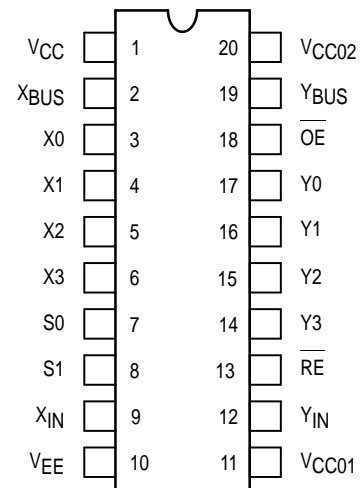 VCC 1 20 VCC02
XBUS 2 19 YBUS
X0 3 18 OE
X1 4 17 Y0
X2 5 16 Y1
X3 6 15 Y2
S0 7 14 Y3
S1 8 13 RE
XIN 9 12 YIN
VEE 10 11 VCC01